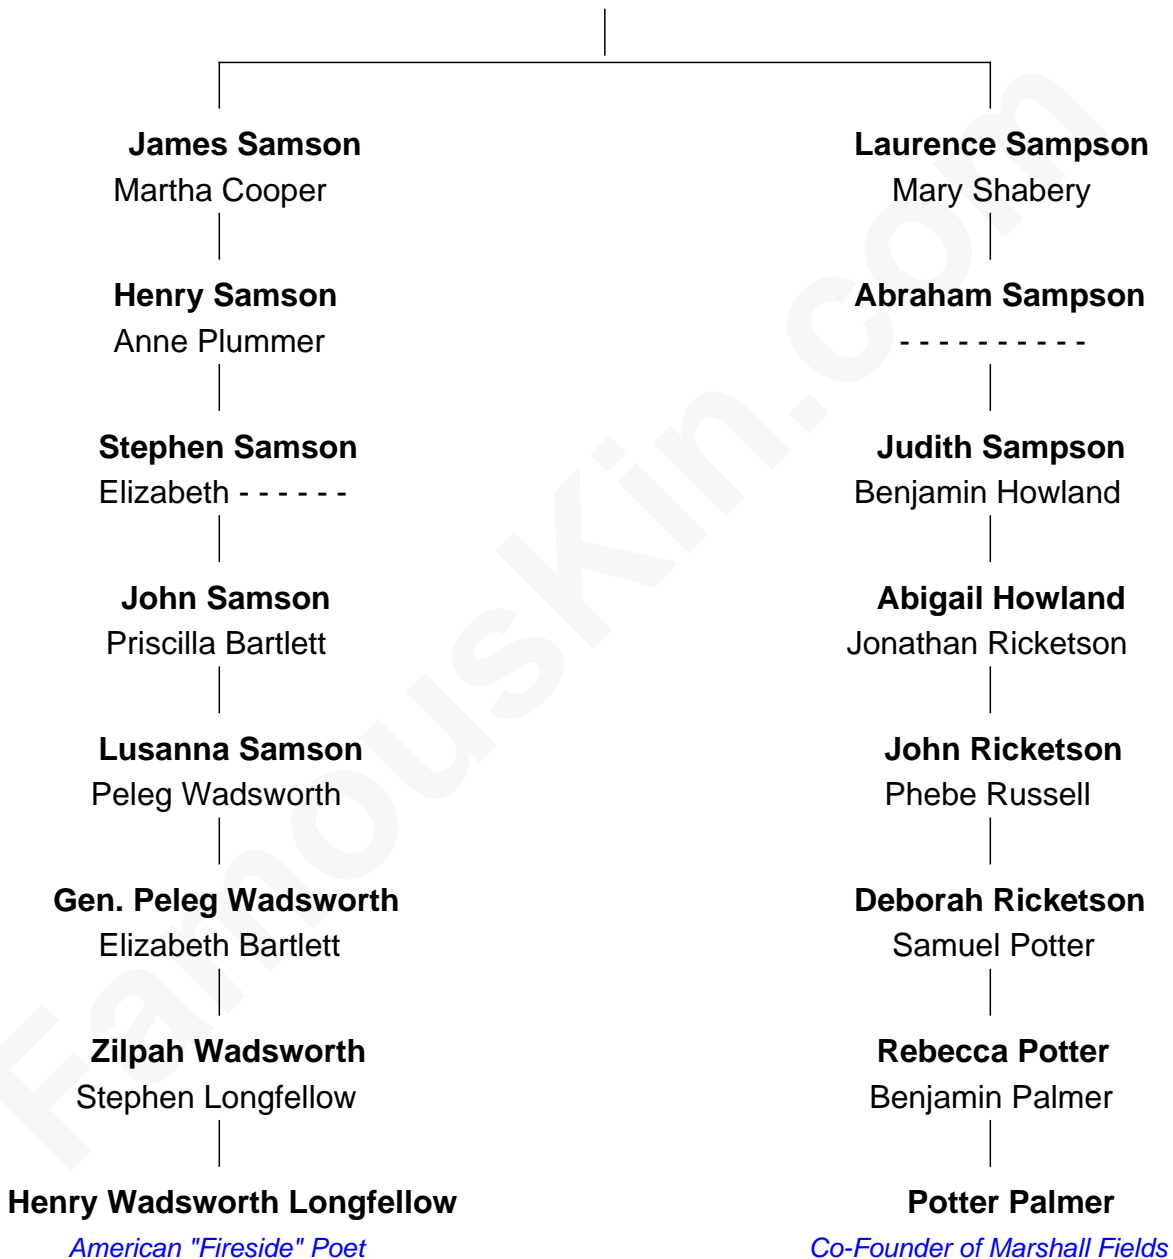 James Samson
Martha Cooper
Henry Samson
Anne Plummer
Stephen Samson
Elizabeth - - - - - -
John Samson
Priscilla Bartlett
Lusanna Samson
Peleg Wadsworth
Gen. Peleg Wadsworth
Elizabeth Bartlett
Zilpah Wadsworth
Stephen Longfellow
Henry Wadsworth Longfellow
American "Fireside" Poet
Laurence Sampson
Mary Shabery
Abraham Sampson
- - - - - - - - - -
Judith Sampson
Benjamin Howland
Abigail Howland
Jonathan Ricketson
John Ricketson
Phebe Russell
Deborah Ricketson
Samuel Potter
Rebecca Potter
Benjamin Palmer
Potter Palmer
Co-Founder of Marshall Fields
FamousKin.com